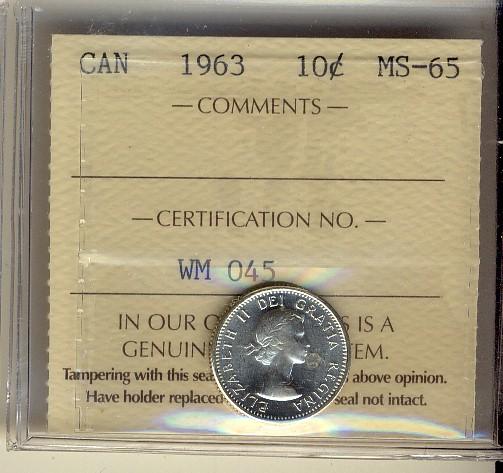 CAN 1963 10¢ MS-65
— COMMENTS —
— CERTIFICATION NO. —
WM 045
IN OUR IS A
GENUIN EM.
Tampering with this sea above opinion.
Have holder replaced seal not intact.
ELIZABETH II DEI GRATIA REGINA